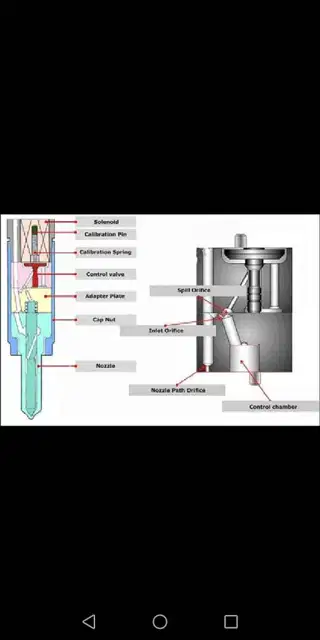 Solenoid
Calibration Pin
Calibration Spring
Control valve
Adapter Plate
Cap Nut
Nozzle
Spill Orifice
Inlet Orifice
Nozzle Path Orifice
Control chamber